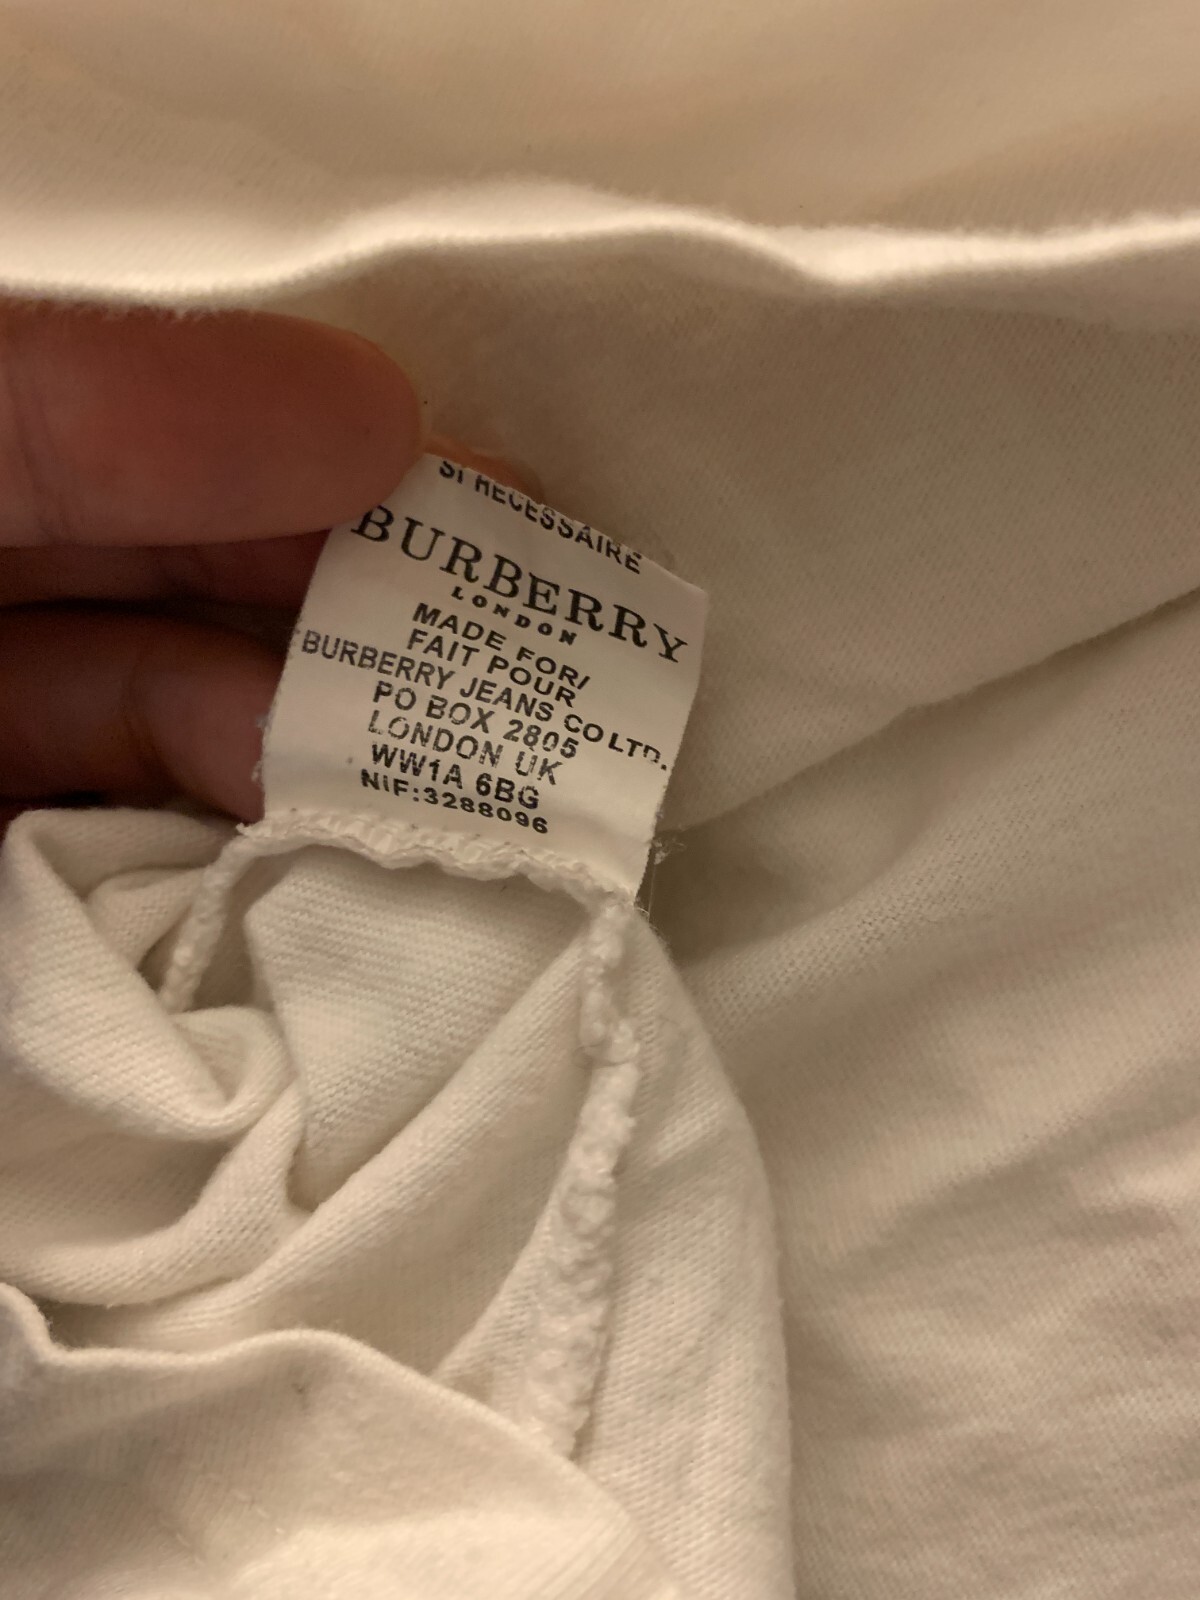 SI HECESSAIRE
BURBERRY
LONDON
MADE FOR/
FAIT POUR
BURBERRY JEANS CO LTD.
PO BOX 2805
LONDON UK
WW1A 6BG
NIF:3288096